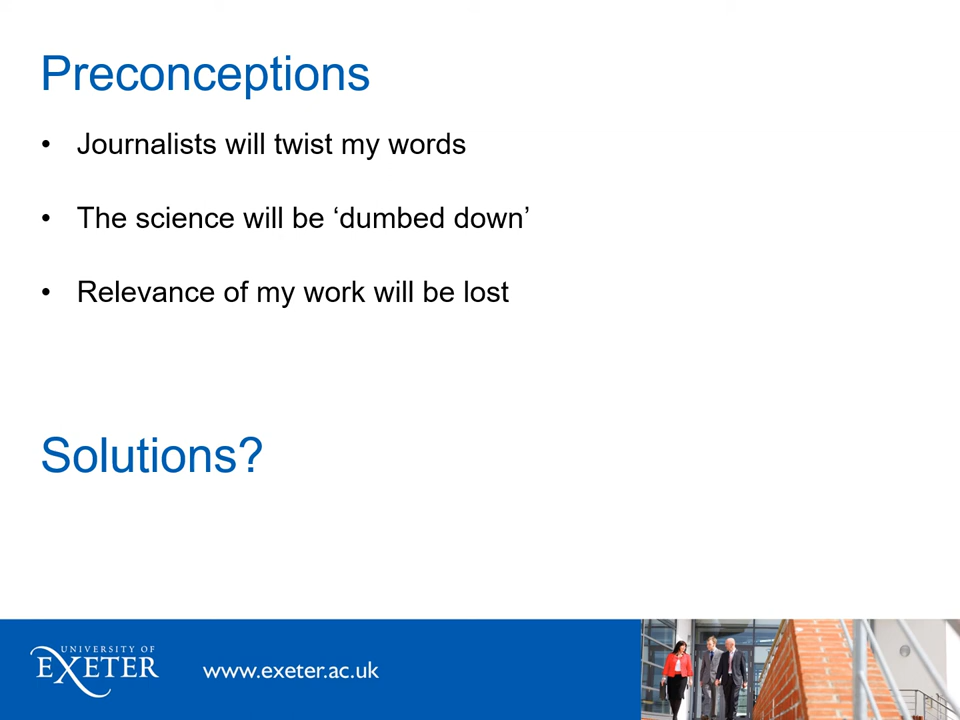 Preconceptions
• Journalists will twist my words
• The science will be ‘dumbed down’
• Relevance of my work will be lost
Solutions?
UNIVERSITY OF
EXETER
www.exeter.ac.uk